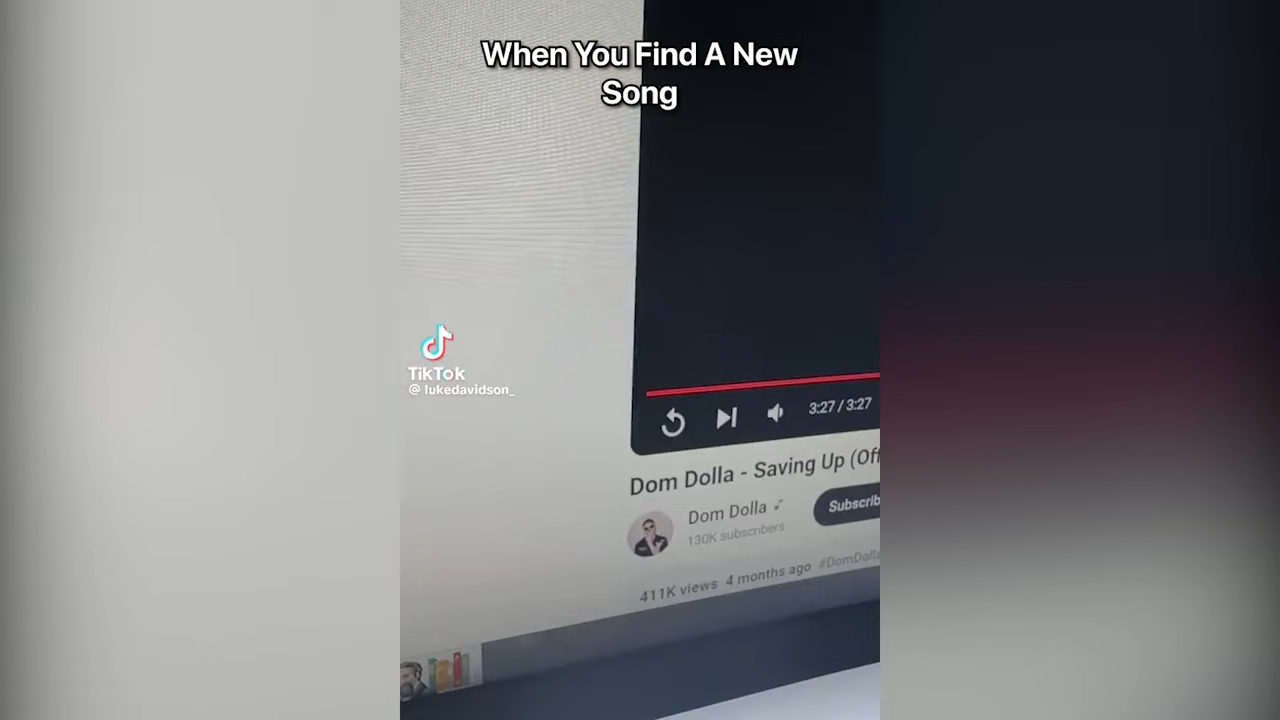 When You Find A New
Song
TikTok
@ lukedavidson_
3:27 / 3:27
Dom Dolla - Saving Up (Off
Dom Dolla
Subscrib
130K subscribers
411K views 4 months ago #DomDolla